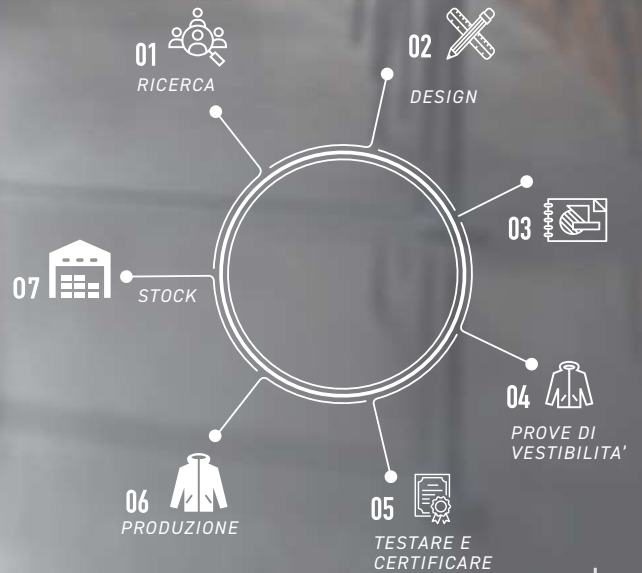 01
RICERCA
02
DESIGN
03
04
PROVE DI
VESTIBILITA'
05
TESTARE E
CERTIFICARE
06
PRODUZIONE
07
STOCK